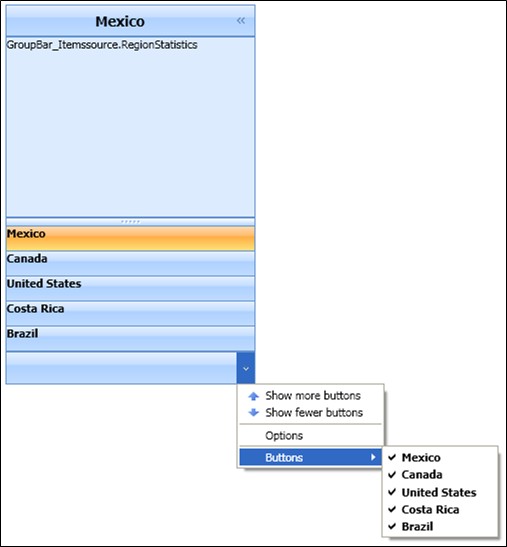 Mexico
GroupBar_Itemssource.RegionStatistics
Mexico
Canada
United States
Costa Rica
Brazil
Show more buttons
Show fewer buttons
Options
Buttons
Mexico
Canada
United States
Costa Rica
Brazil